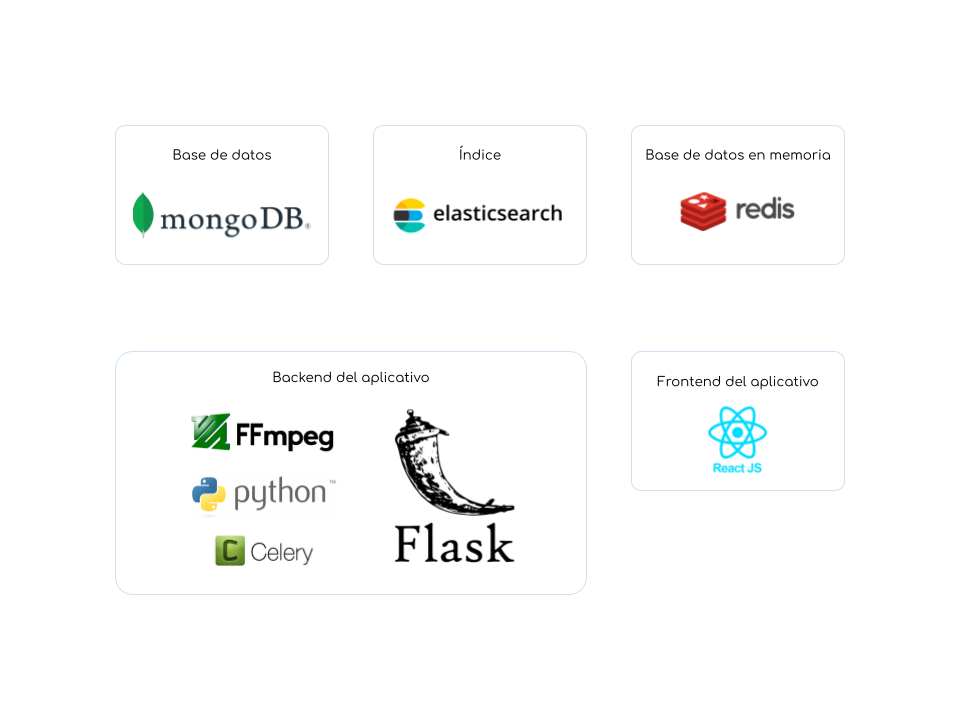 Base de datos
mongoDB®
Índice
elasticsearch
Base de datos en memoria
redis
Backend del aplicativo
FFmpeg
python™
C Celery
Flask
Frontend del aplicativo
React JS